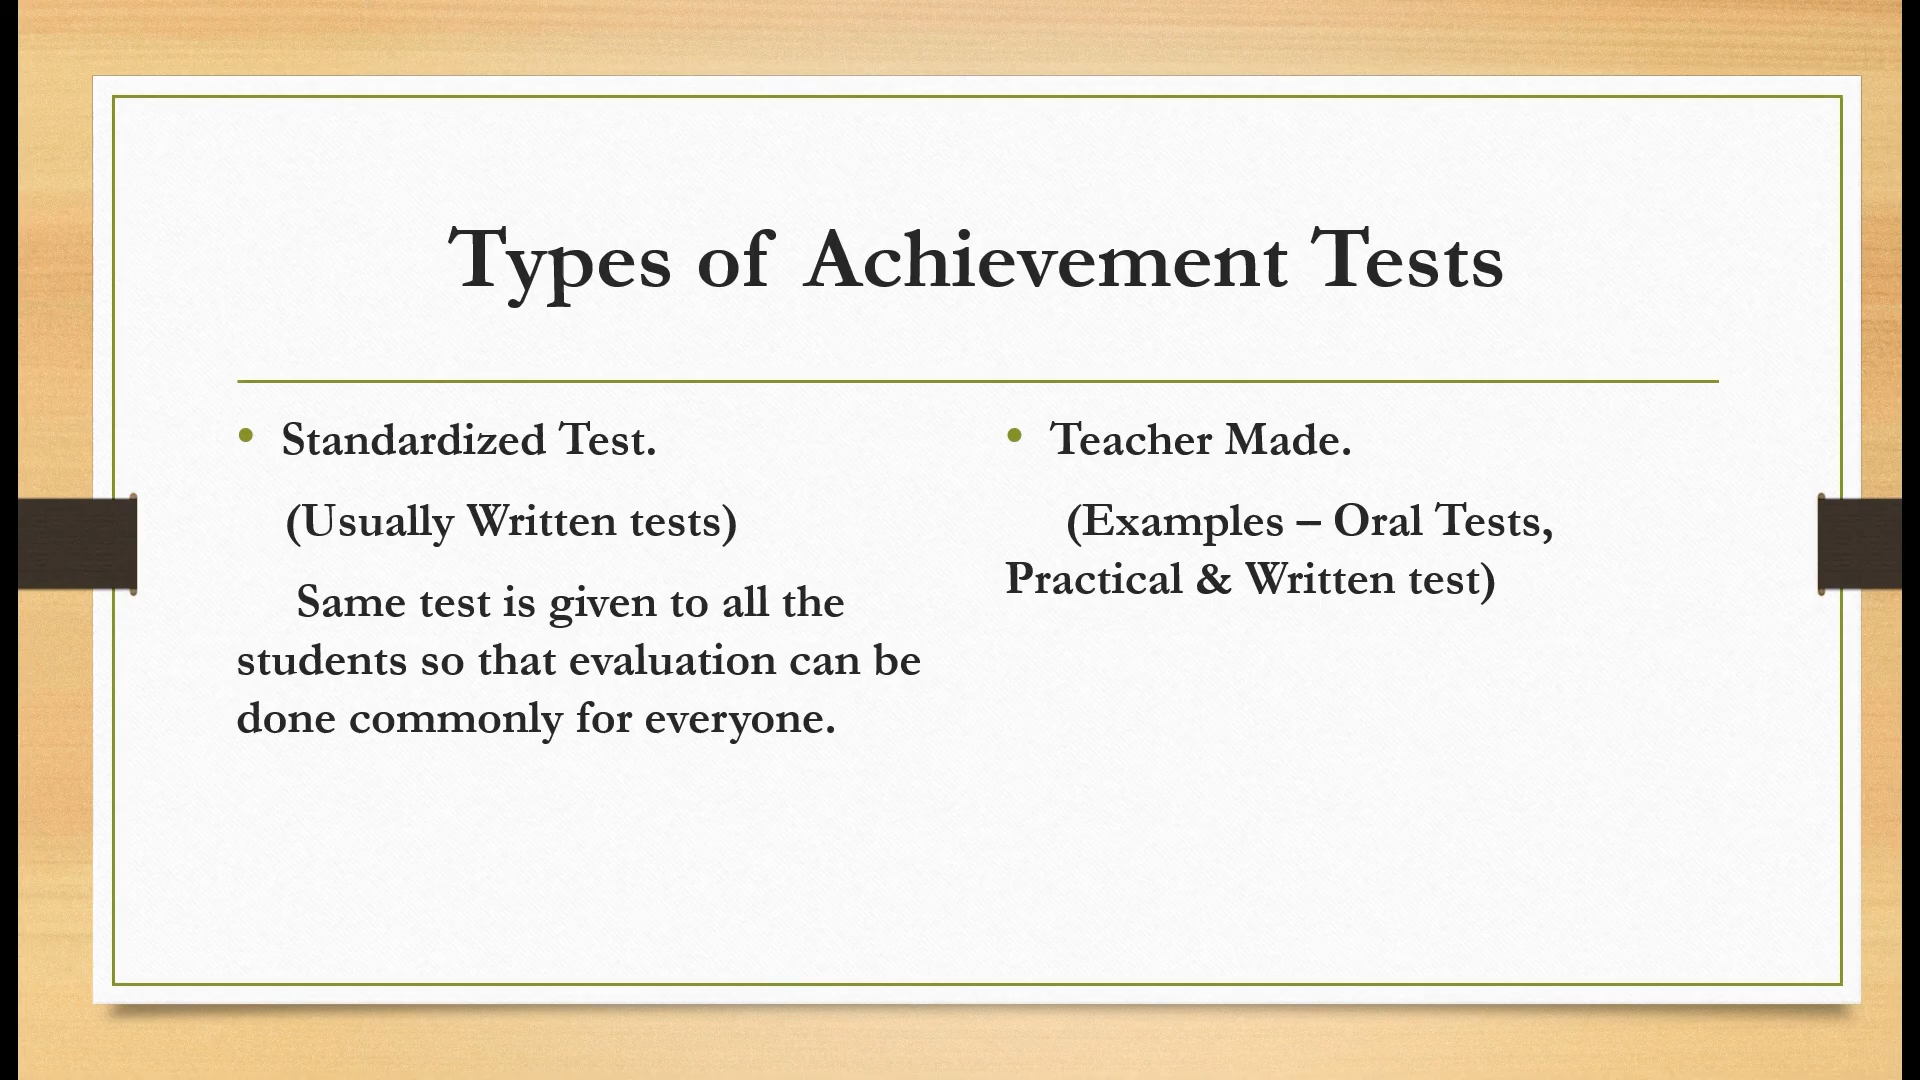 Types of Achievement Tests
• Standardized Test.
(Usually Written tests)
Same test is given to all the
students so that evaluation can be
done commonly for everyone.
• Teacher Made.
(Examples – Oral Tests,
Practical & Written test)